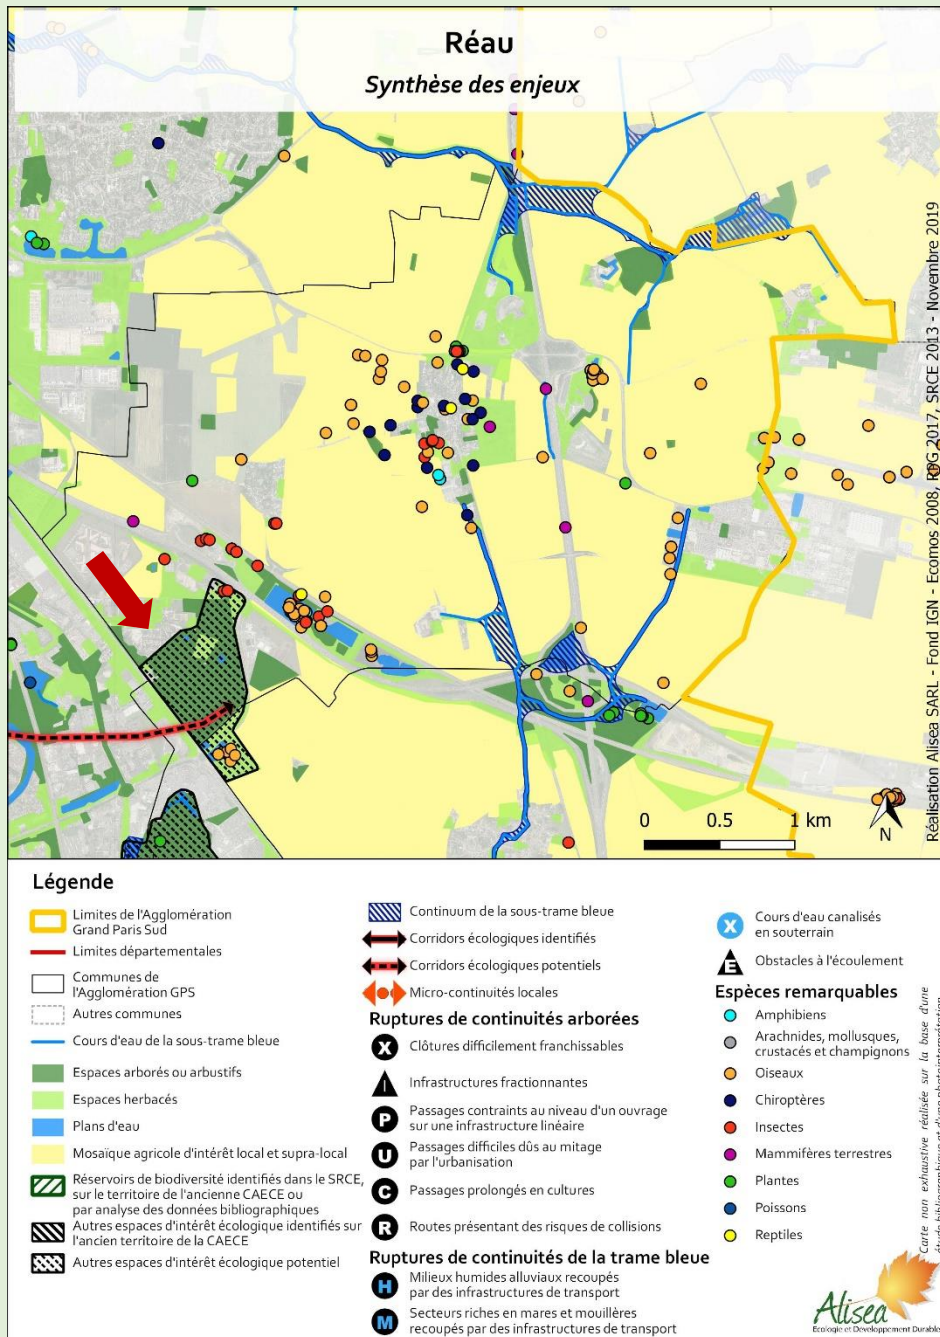 Réau
Synthèse des enjeux
0 0.5 1 km
N
Réalisation Alisea SARL - Fond IGN - Ecomos 2008, RPG 2017, SRCE 2013 - Novembre 2019
Légende
Limites de l'Agglomération
Grand Paris Sud
Limites départementales
Communes de
l'Agglomération GPS
Autres communes
Cours d'eau de la sous-trame bleue
Espaces arborés ou arbustifs
Espaces herbacés
Plans d'eau
Mosaïque agricole d'intérêt local et supra-local
Réservoirs de biodiversité identifiés dans le SRCE,
sur le territoire de l'ancienne CAECE ou
par analyse des données bibliographiques
Autres espaces d'intérêt écologique identifiés sur
l'ancien territoire de la CAECE
Autres espaces d'intérêt écologique potentiel
Continuum de la sous-trame bleue
Corridors écologiques identifiés
Corridors écologiques potentiels
Micro-continuités locales
Ruptures de continuités arborées
X Clôtures difficilement franchissables
I Infrastructures fractionnantes
P Passages contraints au niveau d'un ouvrage
sur une infrastructure linéaire
U Passages difficiles dûs au mitage
par l'urbanisation
C Passages prolongés en cultures
R Routes présentant des risques de collisions
Ruptures de continuités de la trame bleue
H Milieux humides alluviaux recoupés
par des infrastructures de transport
M Secteurs riches en mares et mouillères
recoupés par des infrastructures de transport
X Cours d'eau canalisés
en souterrain
E Obstacles à l'écoulement
Espèces remarquables
Amphibiens
Arachnides, mollusques,
crustacés et champignons
Oiseaux
Chiroptères
Insectes
Mammifères terrestres
Plantes
Poissons
Reptiles
Carte non exhaustive réalisée sur la base d'une
étude bibliographique et d'une photointerprétation
Alisea
Ecologie et Developpement Durable